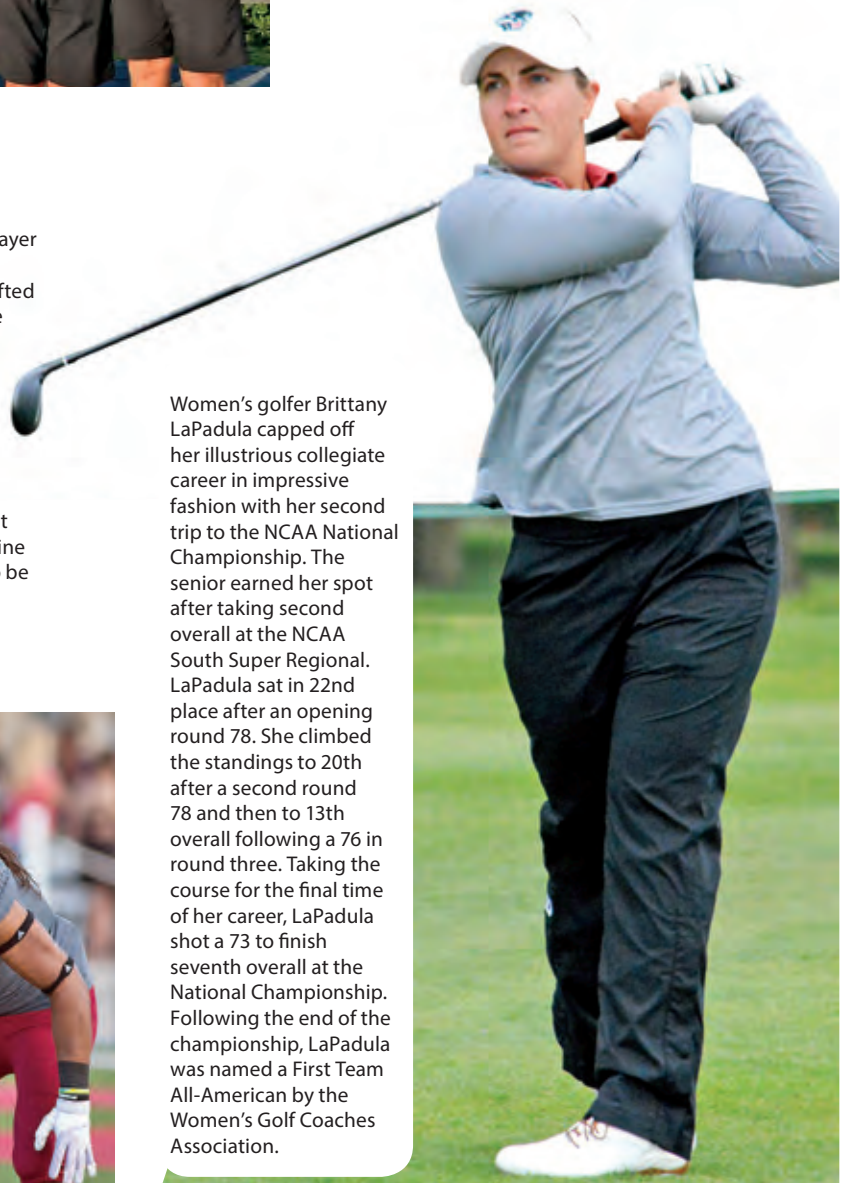 ayer
fted
e
t
ine
be
Women’s golfer Brittany
LaPadula capped off
her illustrious collegiate
career in impressive
fashion with her second
trip to the NCAA National
Championship. The
senior earned her spot
after taking second
overall at the NCAA
South Super Regional.
LaPadula sat in 22nd
place after an opening
round 78. She climbed
the standings to 20th
after a second round
78 and then to 13th
overall following a 76 in
round three. Taking the
course for the final time
of her career, LaPadula
shot a 73 to finish
seventh overall at the
National Championship.
Following the end of the
championship, LaPadula
was named a First Team
All-American by the
Women’s Golf Coaches
Association.